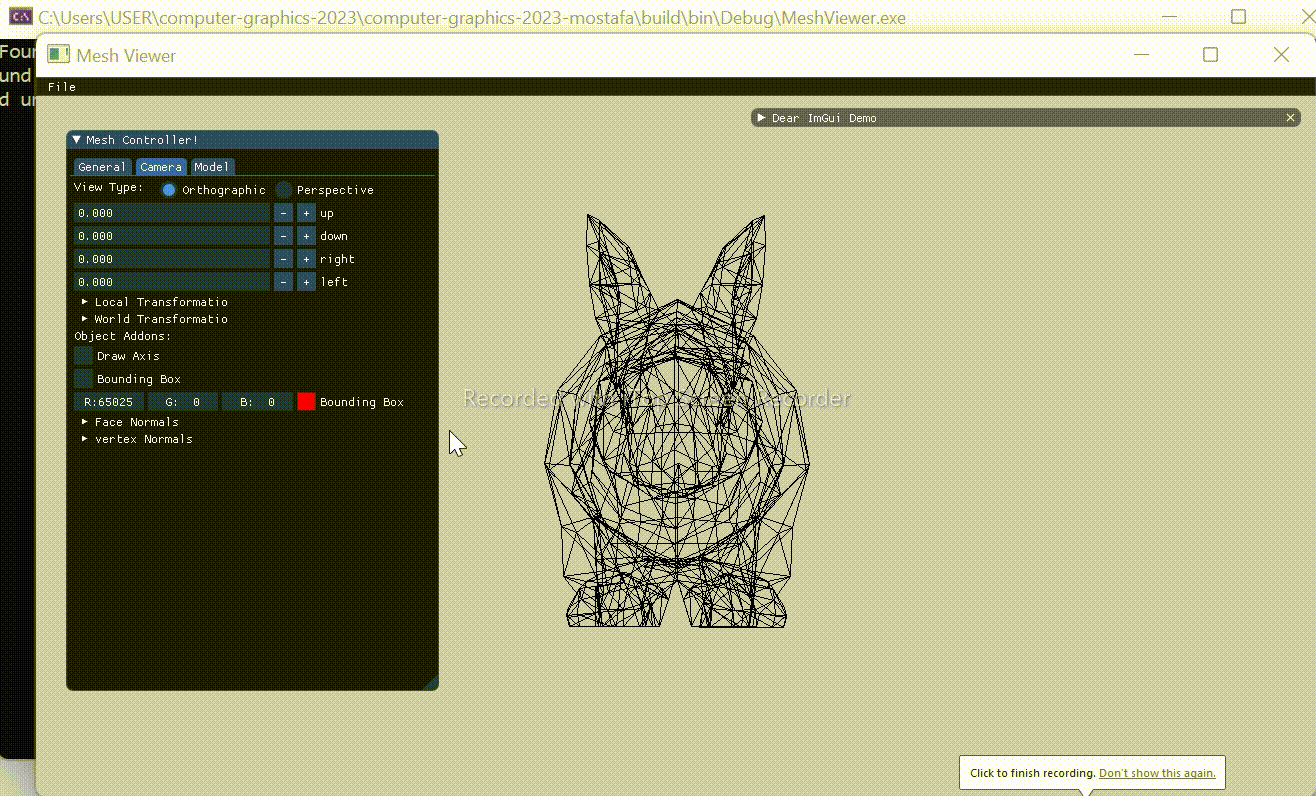 C:\Users\USER\computer-graphics-2023\computer-graphics-2023-mostafa\build\bin\Debug\MeshViewer.exe
Foun
und
d un
Mesh Viewer
File
Dear ImGui Demo
Mesh Controller!
General Camera Model
View Type: Orthographic Perspective
0.000 - + up
0.000 - + down
0.000 - + right
0.000 - + left
Local Transformatio
World Transformatio
Object Addons:
Draw Axis
Bounding Box
R:65025 G: 0 B: 0 Bounding Box
Face Normals
vertex Normals
Recorded Recorder
Click to finish recording. Don't show this again.